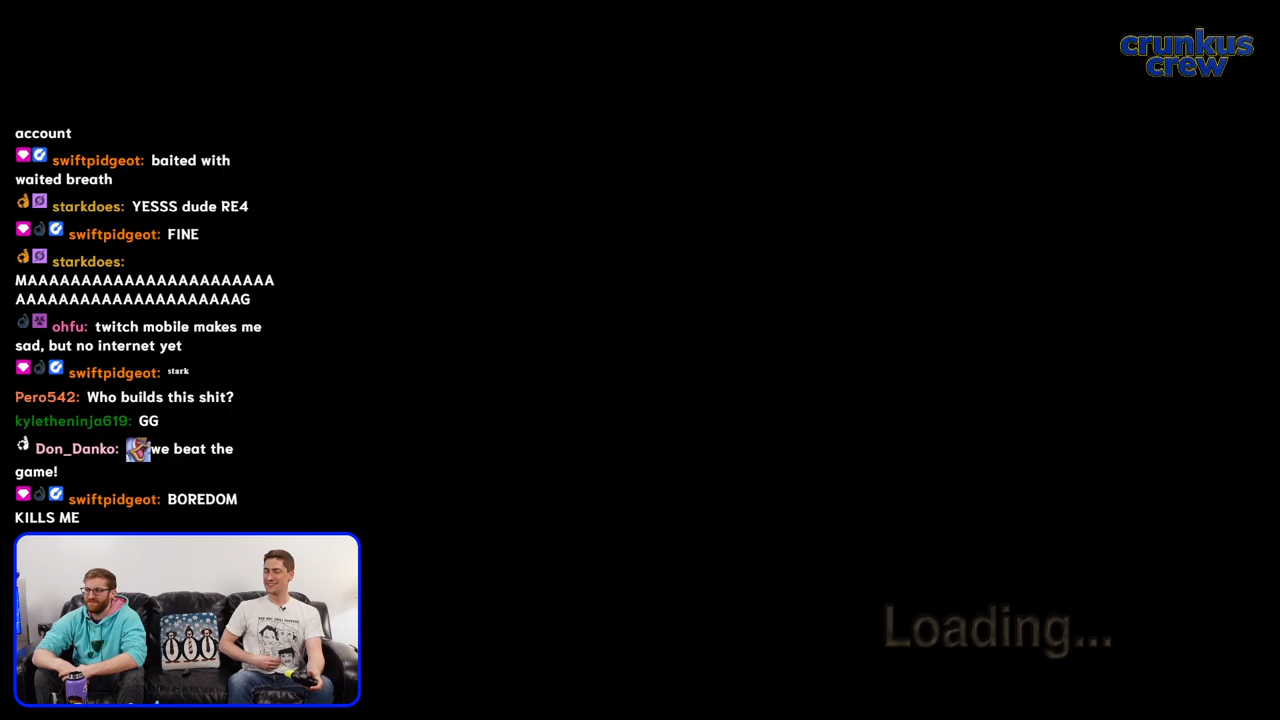 crunkus
crew
account
swiftpidgeot: baited with
waited breath
starkdoes: YESSS dude RE4
swiftpidgeot: FINE
starkdoes:
MAAAAAAAAAAAAAAAAAAAAAAA
AAAAAAAAAAAAAAAAAAAAAG
ohfu: twitch mobile makes me
sad, but no internet yet
swiftpidgeot: stark
Pero542: Who builds this shit?
kyletheninja619: GG
Don_Danko: we beat the
game!
swiftpidgeot: BOREDOM
KILLS ME
Loading...